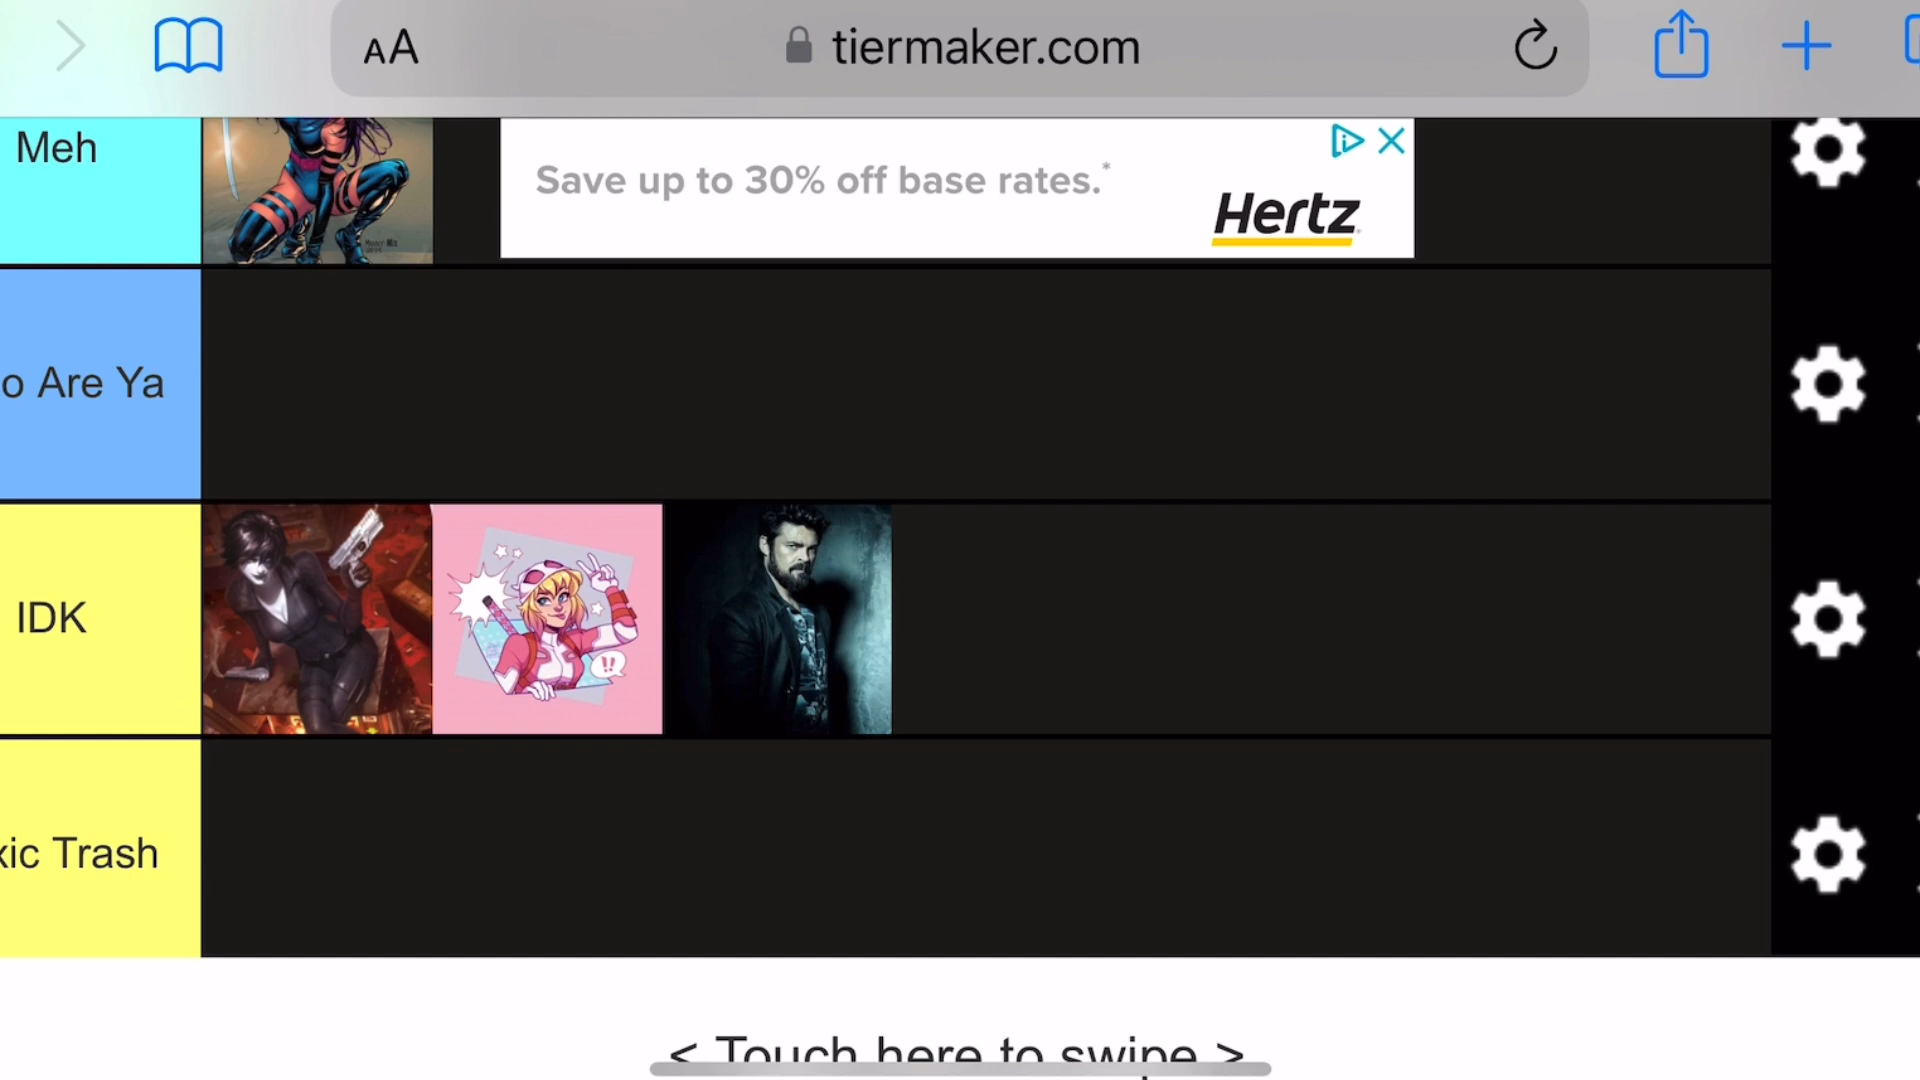 AA
tiermaker.com
Meh
Save up to 30% off base rates.*
Hertz
o Are Ya
IDK
!!
xic Trash
< Touch here to swipe >